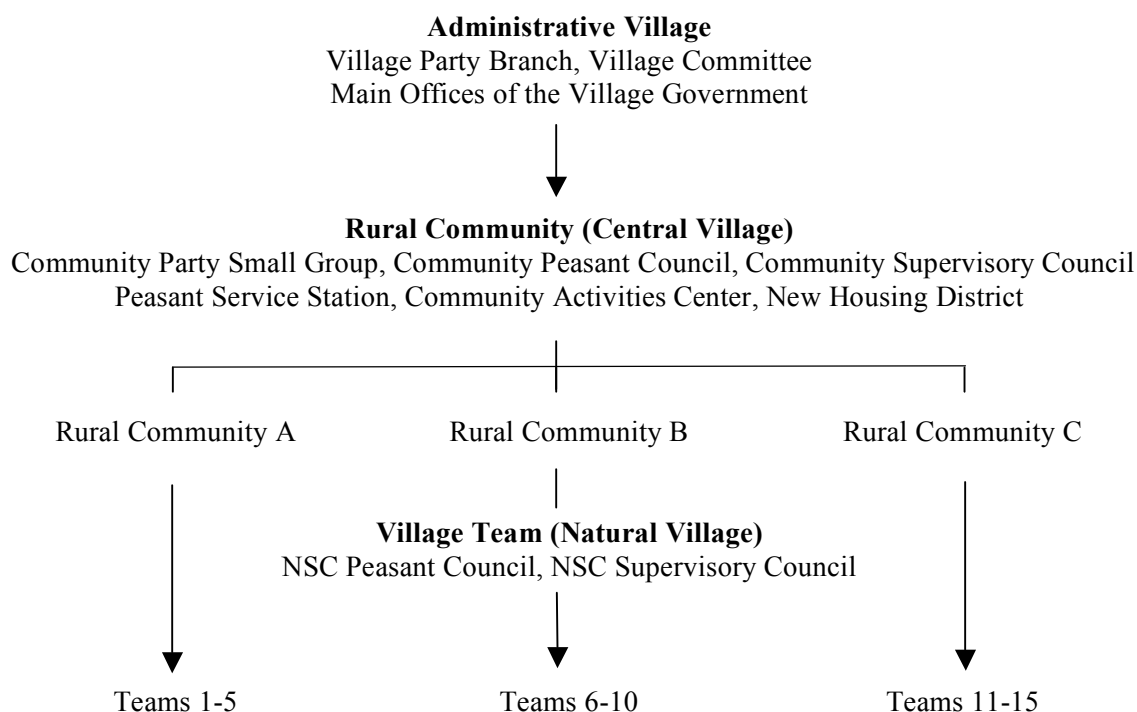 Administrative Village
Village Party Branch, Village Committee
Main Offices of the Village Government
Rural Community (Central Village)
Community Party Small Group, Community Peasant Council, Community Supervisory Council
Peasant Service Station, Community Activities Center, New Housing District
Rural Community A
Rural Community B
Rural Community C
Village Team (Natural Village)
NSC Peasant Council, NSC Supervisory Council
Teams 1-5
Teams 6-10
Teams 11-15